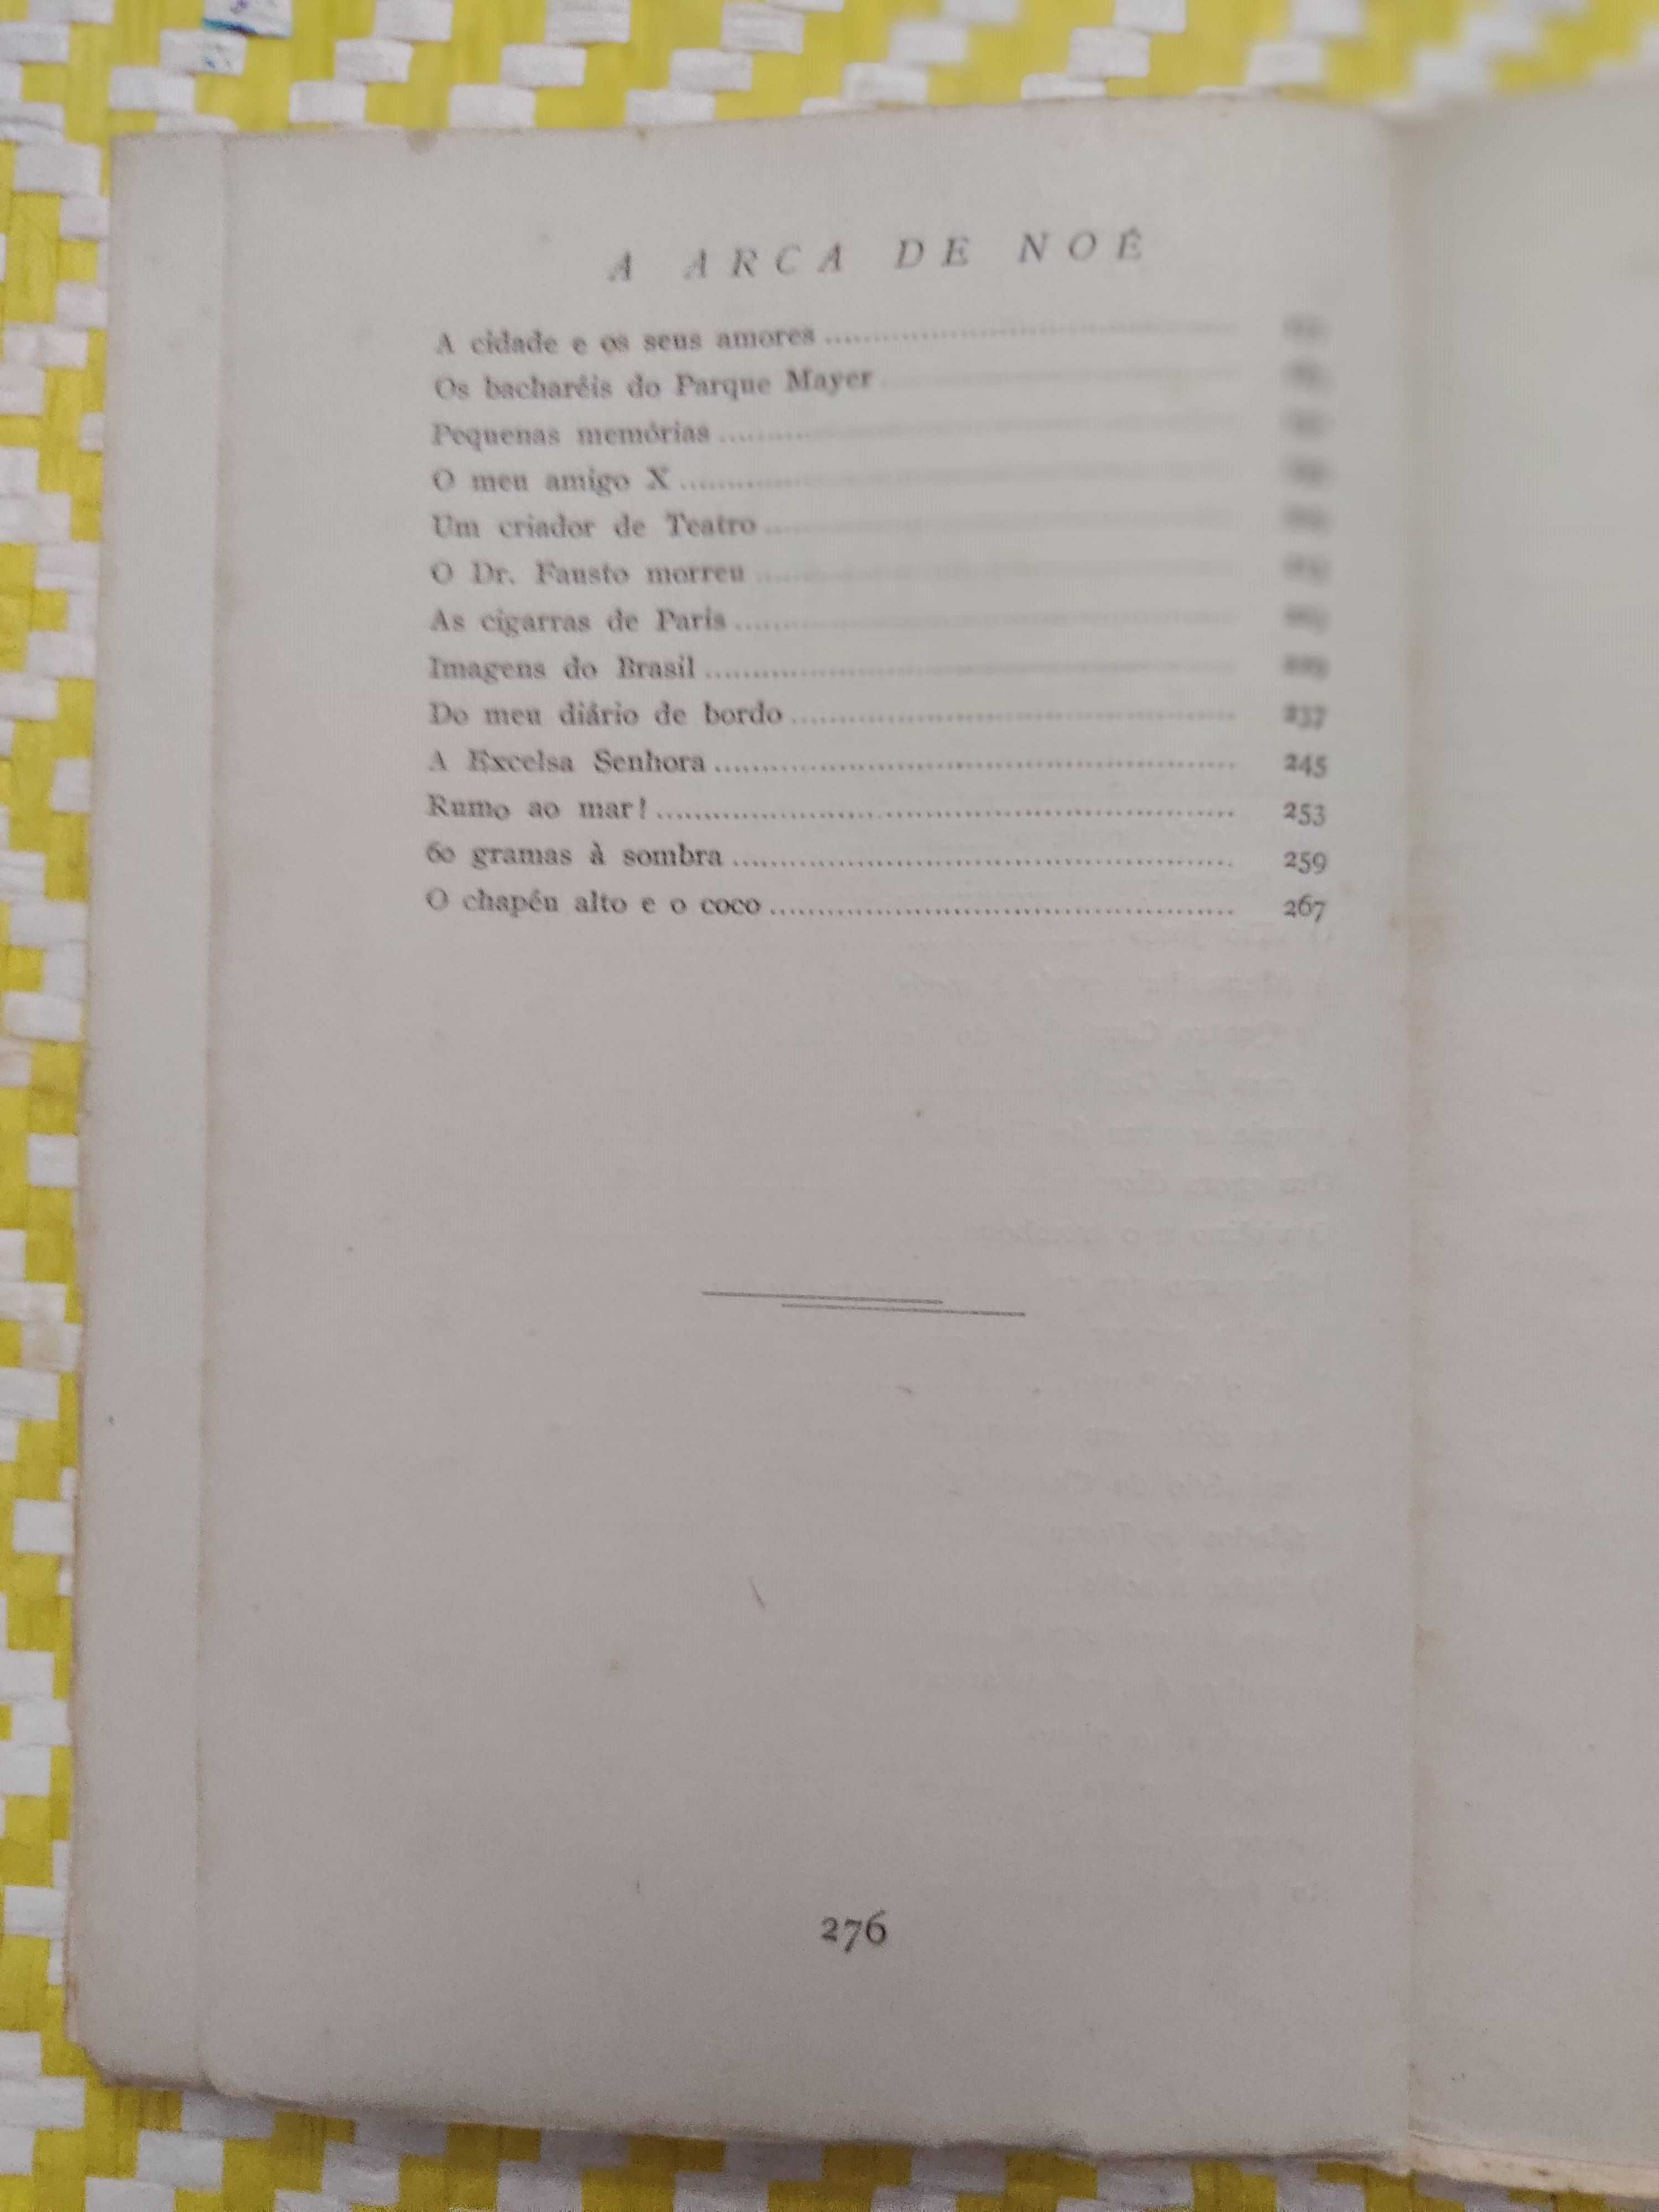 A ARCA DE NOÉ
A cidade e os seus amores
Os bacharéis do Parque Mayer
Pequenas memórias
O meu amigo X
Um criador de Teatro
O Dr. Fausto morreu
As cigarras de Paris
Imagens do Brasil
Do meu diário de bordo 237
A Excelsa Senhora 245
Rumo ao mar! 253
60 gramas à sombra 259
O chapéu alto e o coco 267
276